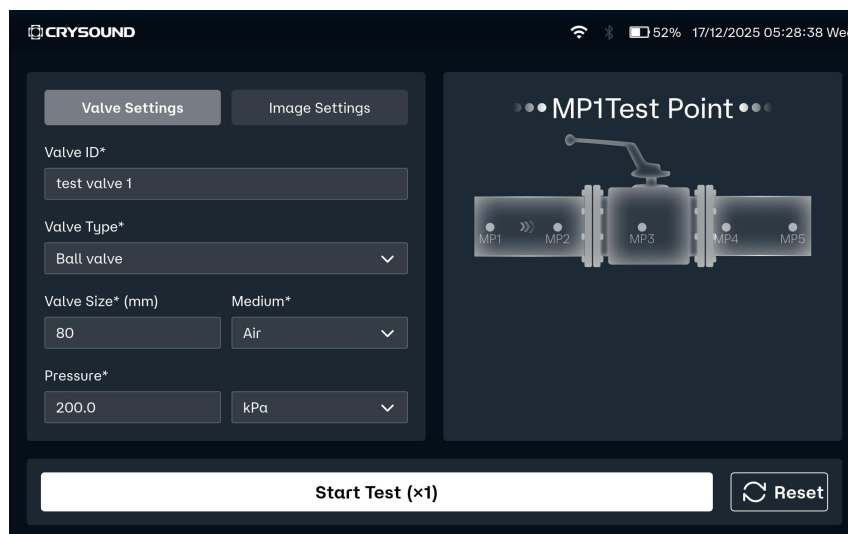 CRYSOUND
52% 17/12/2025 05:28:38 We
Valve Settings
Image Settings
Valve ID*
test valve 1
Valve Type*
Ball valve
Valve Size* (mm)
Medium*
80
Air
Pressure*
200.0
kPa
MP1Test Point
MP1
MP2
MP3
MP4
MP5
Start Test (×1)
Reset